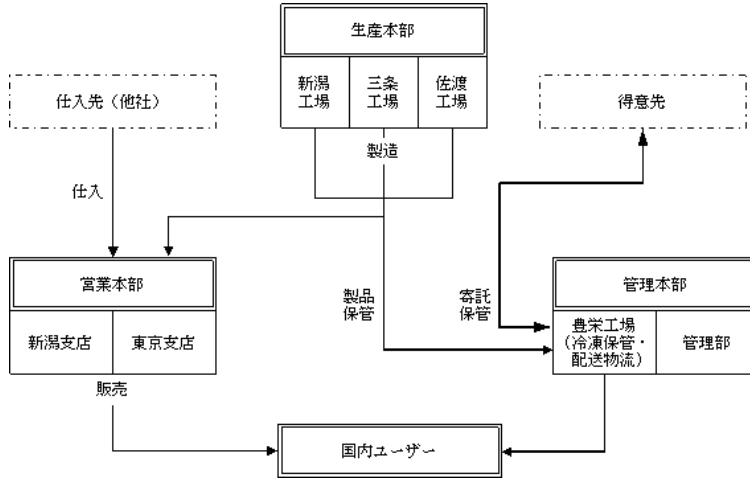 生産本部
新潟
工場
三条
工場
佐渡
工場
仕入先（他社）
得意先
製造
仕入
営業本部
新潟支店
東京支店
製品
保管
寄託
保管
管理本部
豊栄工場
（冷凍保管・
配送物流）
管理部
販売
国内ユーザー